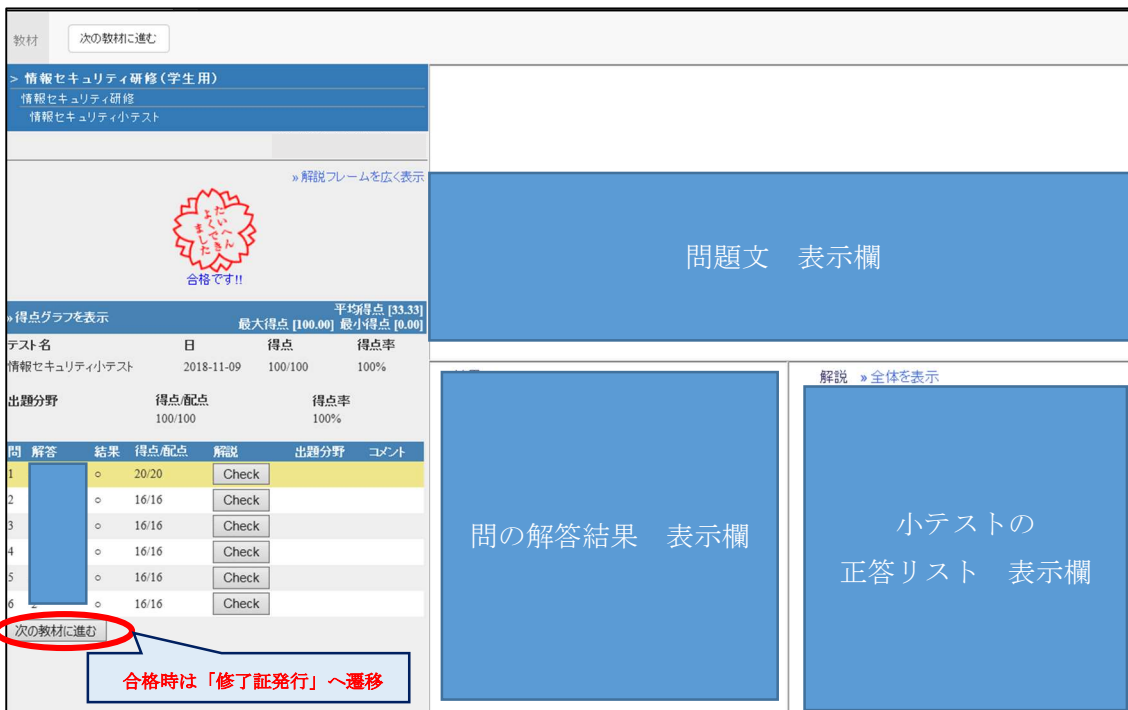 教材
次の教材に進む
> 情報セキュリティ研修(学生用)
情報セキュリティ研修
情報セキュリティ小テスト
»解説フレームを広く表示
たいへん
よくできました
合格です!!
»得点グラフを表示
平均得点 [33.33]
最大得点 [100.00] 最小得点 [0.00]
テスト名 日 得点 得点率
情報セキュリティ小テスト 2018-11-09 100/100 100%
出題分野 得点/配点 得点率
100/100 100%
問 解答 結果 得点/配点 解説 出題分野 コメント
1 ○ 20/20 Check
2 ○ 16/16 Check
3 ○ 16/16 Check
4 ○ 16/16 Check
5 ○ 16/16 Check
6 ○ 16/16 Check
次の教材に進む
合格時は「修了証発行」へ遷移
問題文 表示欄
問の解答結果 表示欄
解説 »全体を表示
小テストの
正答リスト 表示欄